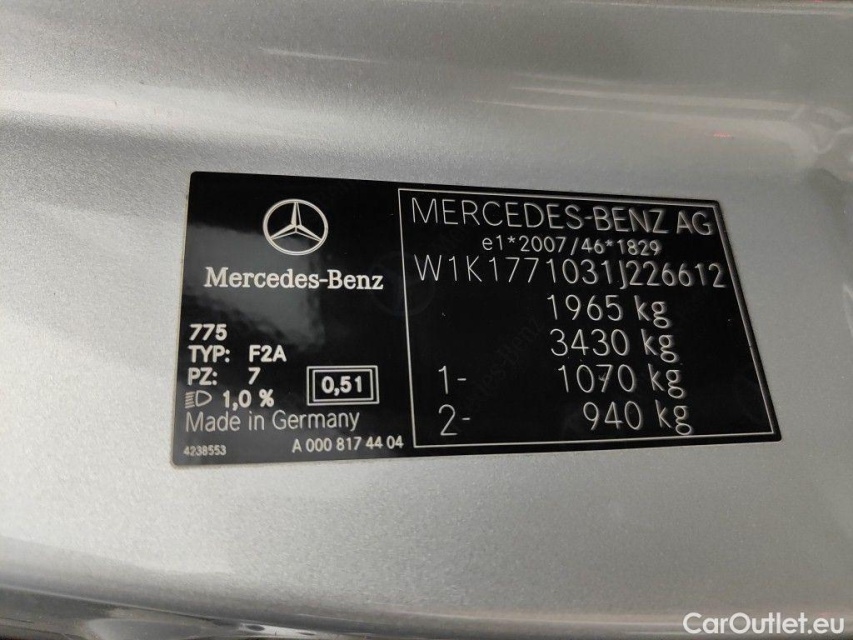 Mercedes-Benz
775
TYP: F2A
PZ: 7
1,0 %
0,51
Made in Germany
4238553
A 000 817 44 04
MERCEDES-BENZ AG
e1*2007/46*1829
W1K1771031J226612
1965 kg
3430 kg
1- 1070 kg
2- 940 kg
CarOutlet.eu